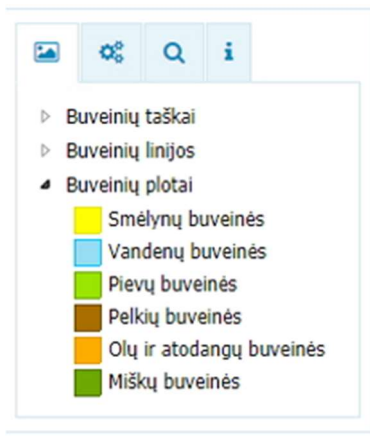 Buveinių taškai
Buveinių linijos
Buveinių plotai
Smėlynų buveinės
Vandenų buveinės
Pievų buveinės
Pelkių buveinės
Olų ir atodangų buveinės
Miškų buveinės